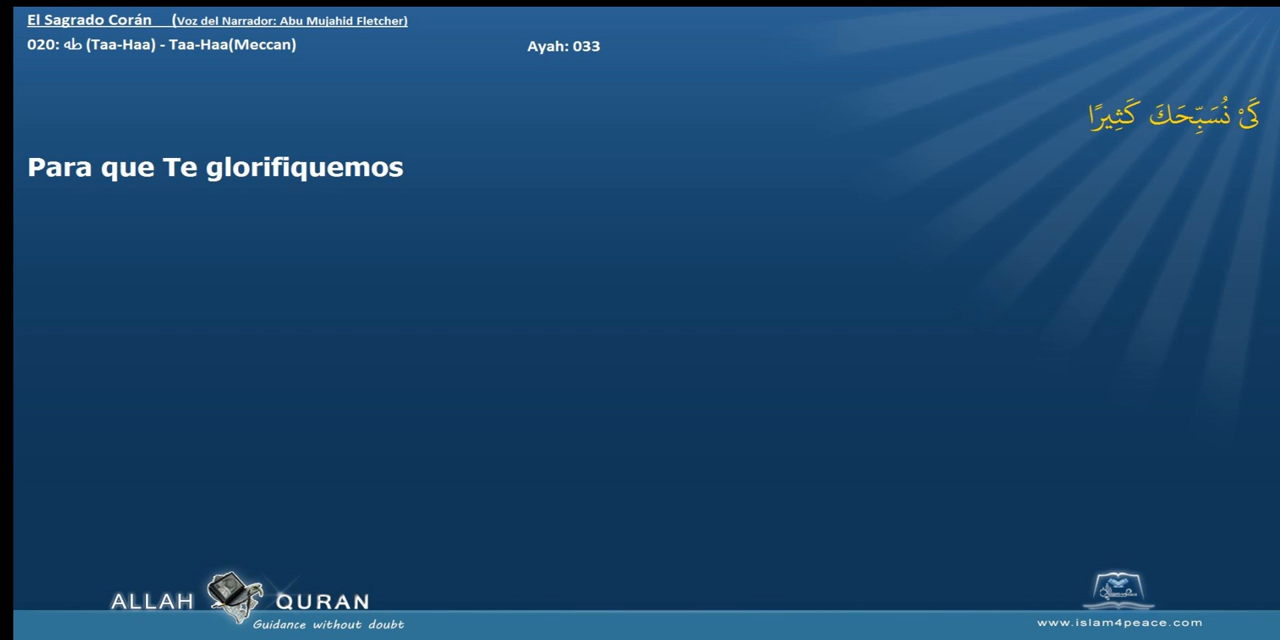 El Sagrado Corán (Voz del Narrador: Abu Mujahid Fletcher)
020: طه (Taa-Haa) - Taa-Haa(Meccan) Ayah: 033
كَىْ نُسَبِّحَكَ كَثِيرًا
Para que Te glorifiquemos
ALLAH QURAN
Guidance without doubt
www.islam4peace.com